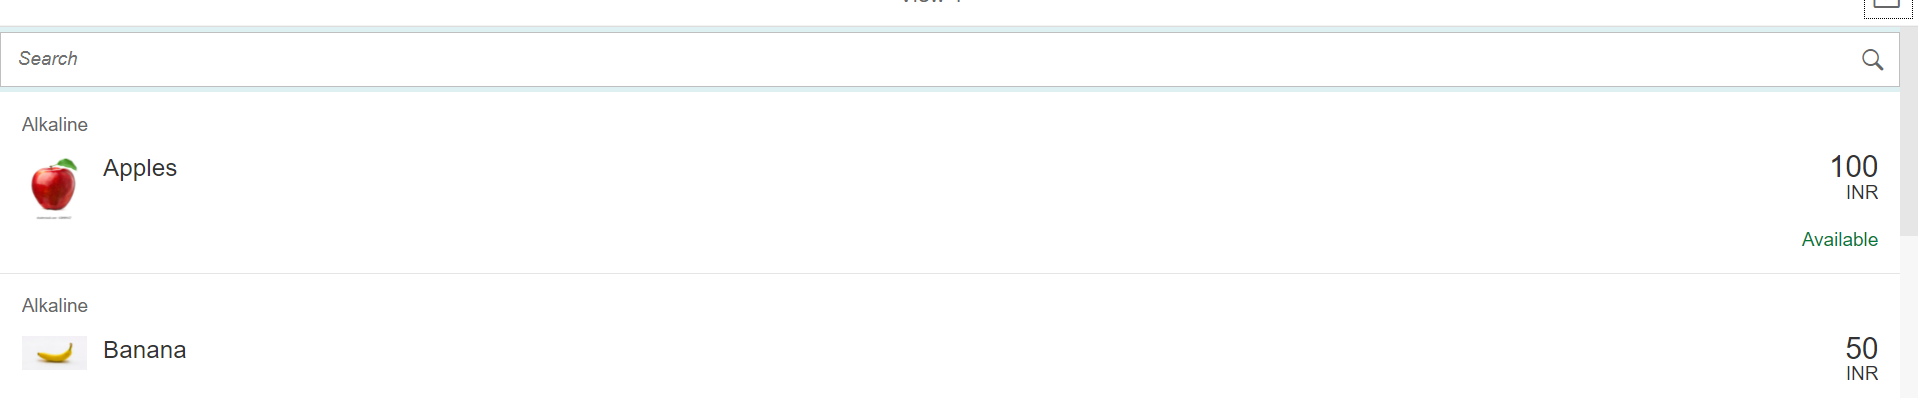 Search
Alkaline
Apples
100
INR
Available
Alkaline
Banana
50
INR